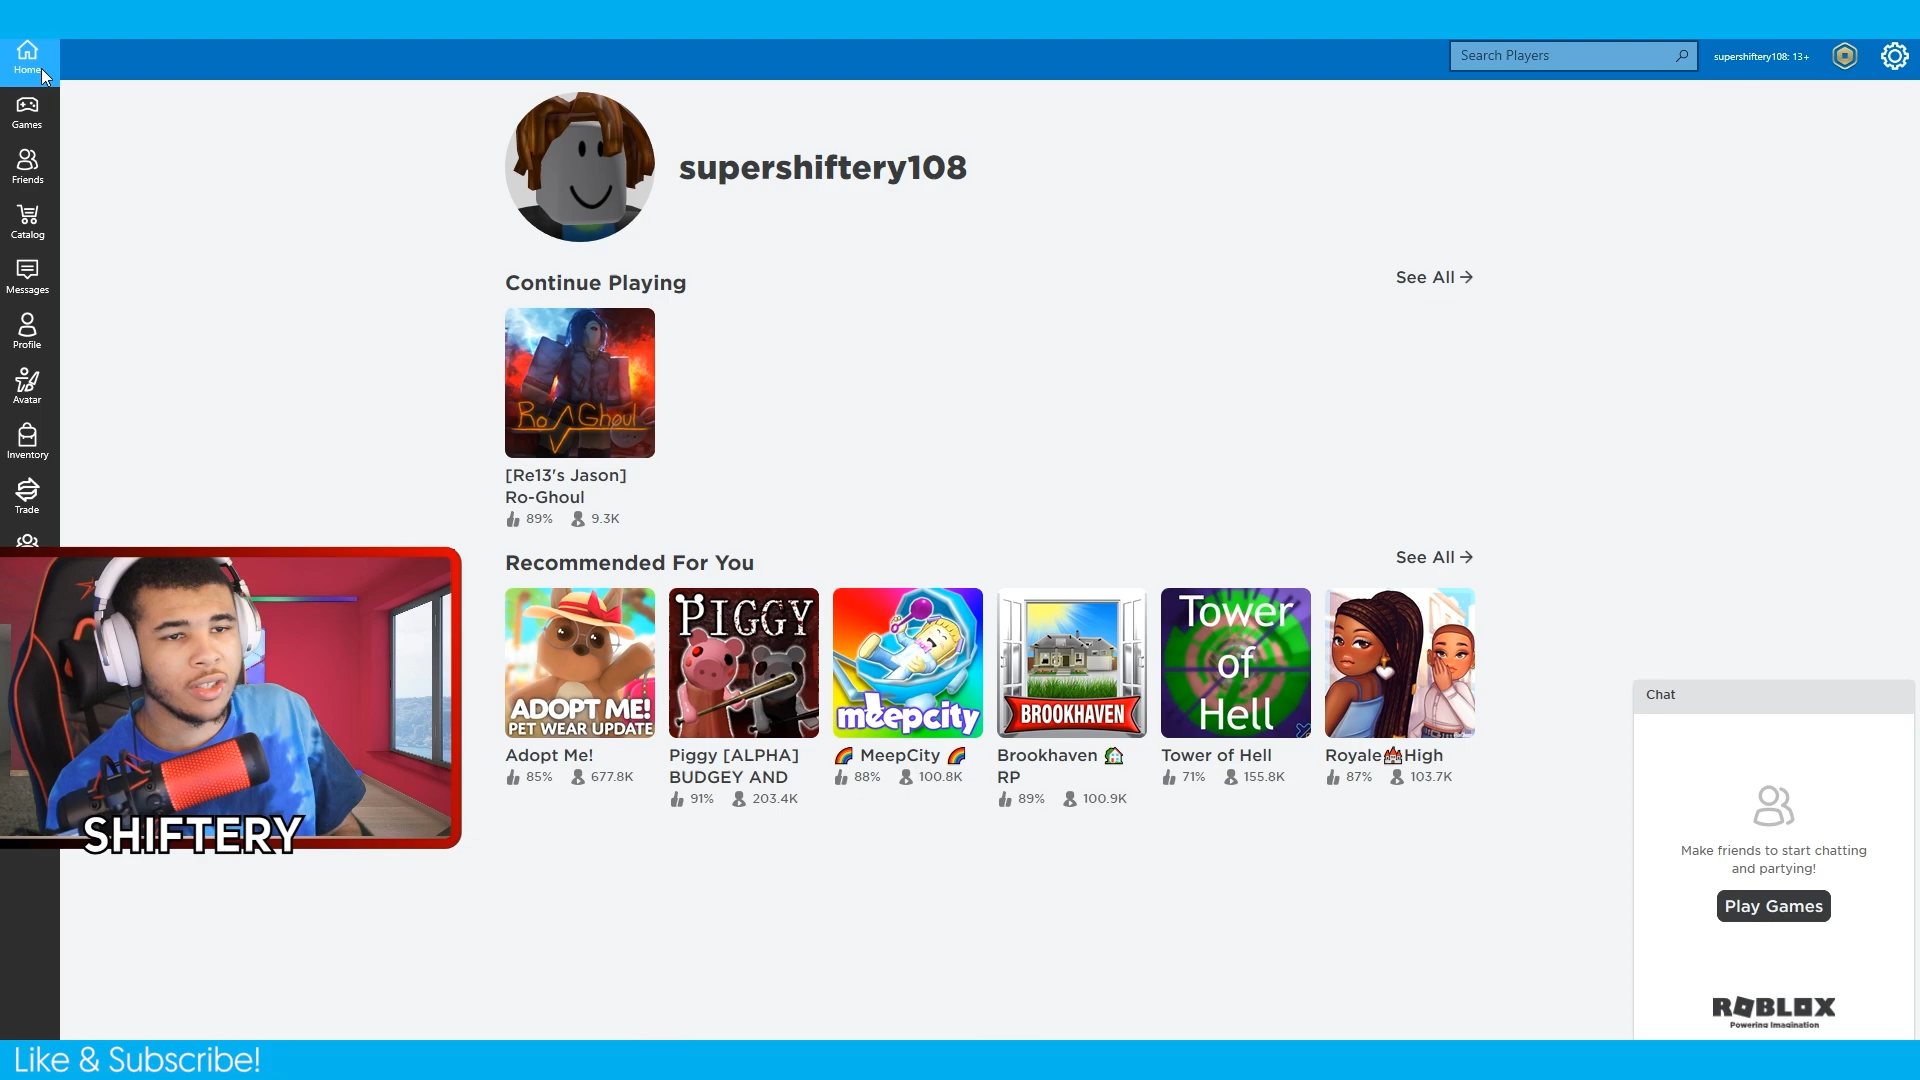 Home
Search Players
supershiftery108: 13+
Games
Friends
Catalog
Messages
Profile
Avatar
Inventory
Trade
supershiftery108
Continue Playing
See All
Ro Ghoul
[Re13's Jason]
Ro-Ghoul
89% 9.3K
Recommended For You
See All
ADOPT ME!
PET WEAR UPDATE
PIGGY
meepcity
BROOKHAVEN
Tower
of
Hell
Adopt Me!
85% 677.8K
Piggy [ALPHA]
BUDGEY AND
91% 203.4K
MeepCity
88% 100.8K
Brookhaven
RP
89% 100.9K
Tower of Hell
71% 155.8K
Royale High
87% 103.7K
Chat
Make friends to start chatting
and partying!
Play Games
ROBLOX
Powering Imagination
SHIFTERY
Like & Subscribe!